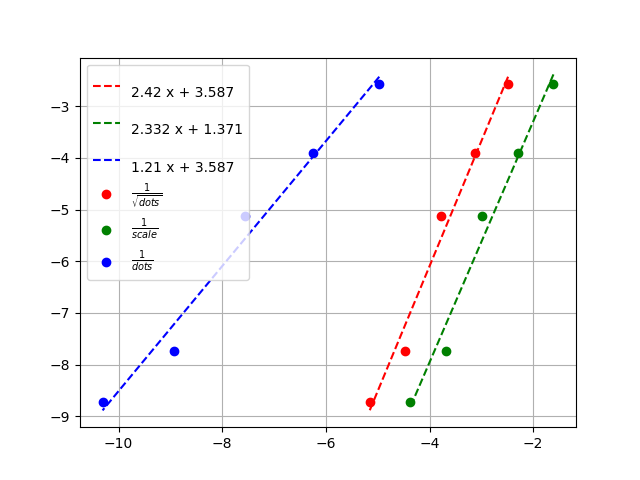 2.42 x + 3.587
2.332 x + 1.371
1.21 x + 3.587
1/√dots
1/scale
1/dots
−3
−4
−5
−6
−7
−8
−9
−10 −8 −6 −4 −2